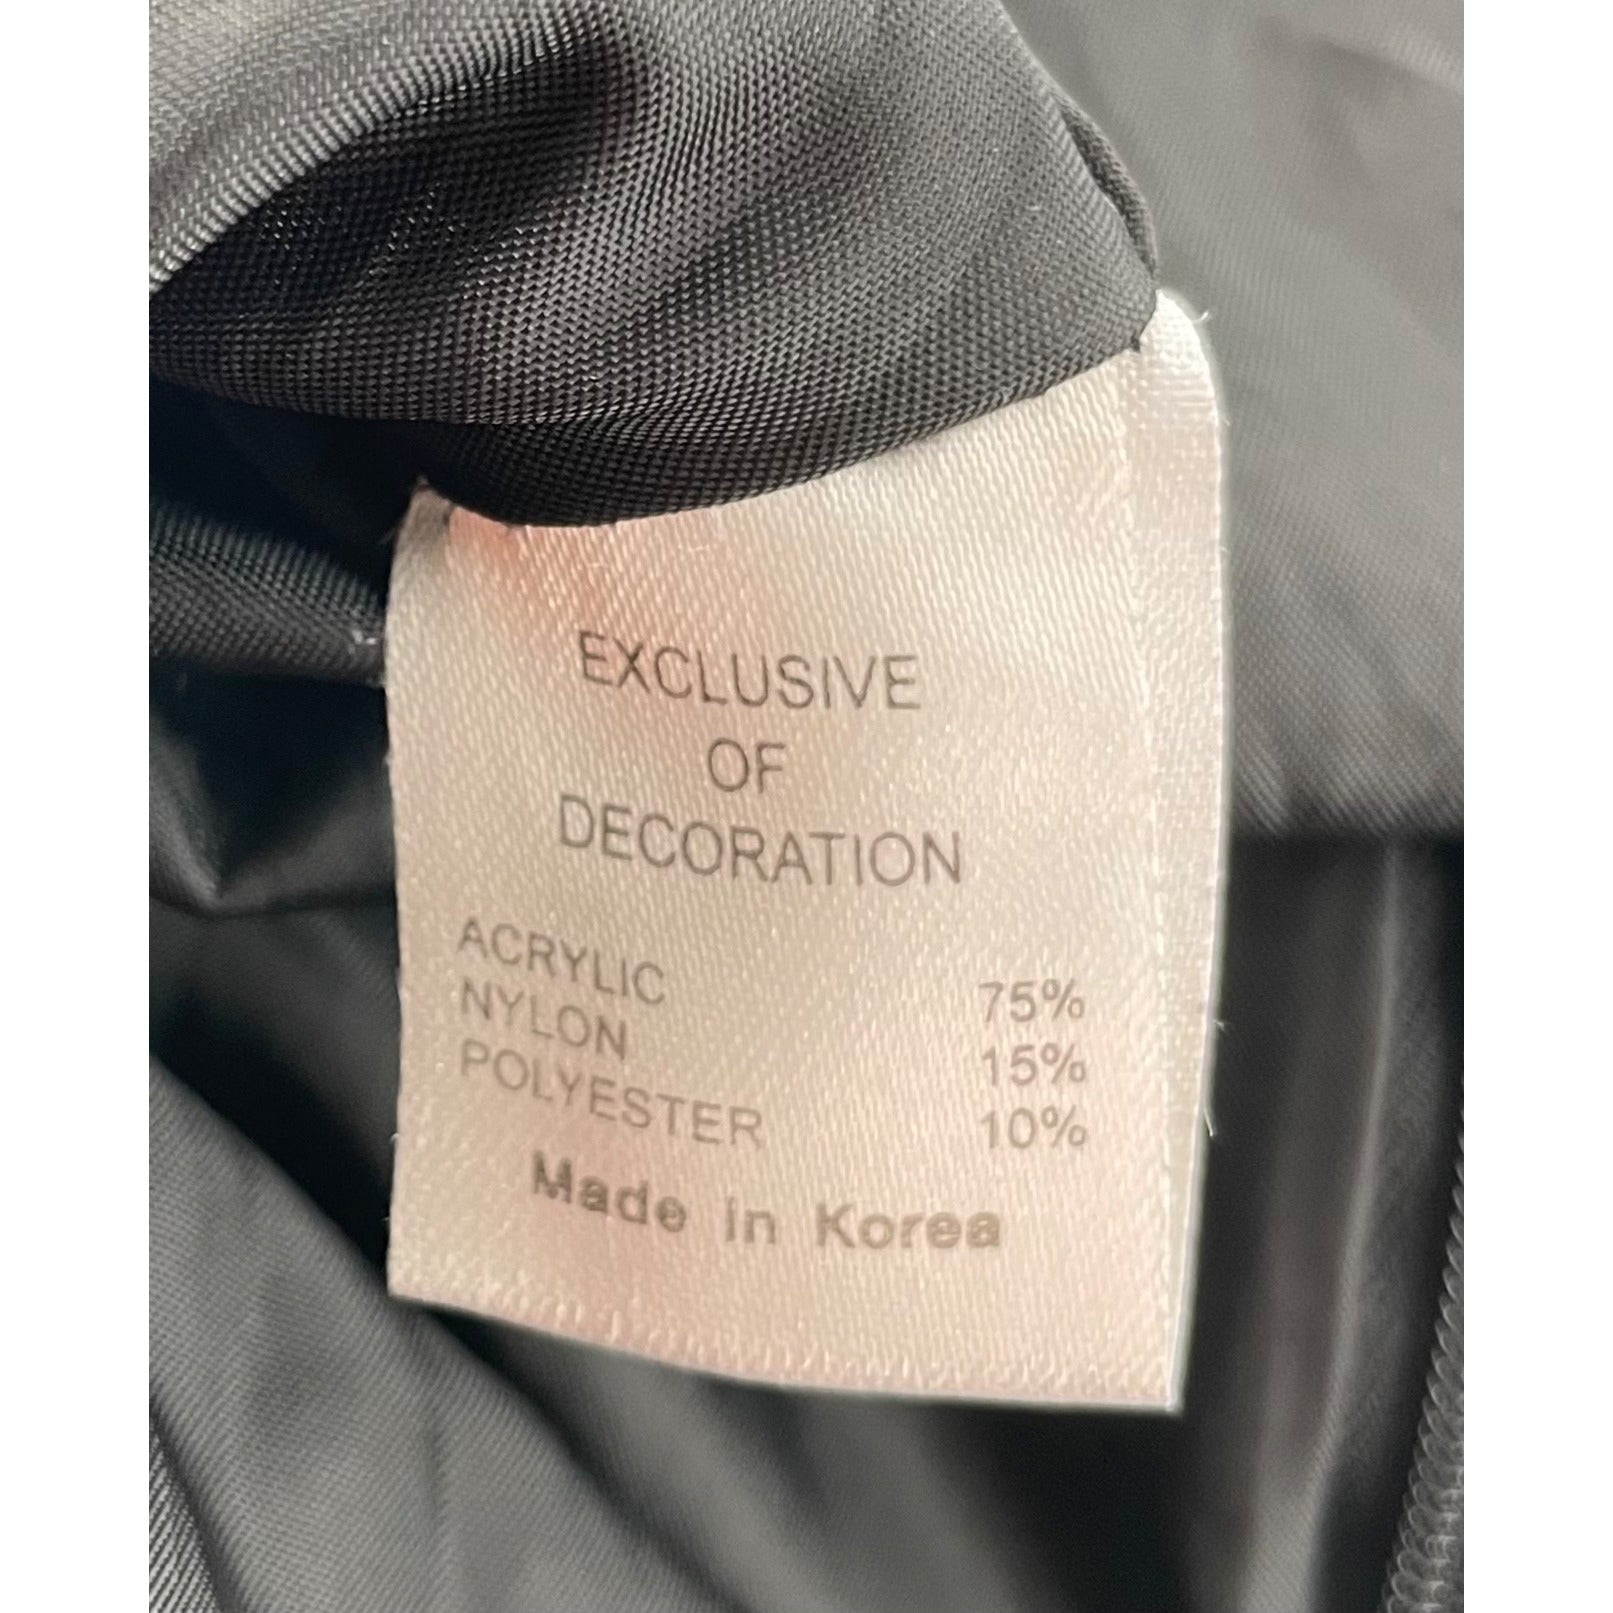 EXCLUSIVE
OF
DECORATION
ACRYLIC 75%
NYLON 15%
POLYESTER 10%
Made in Korea